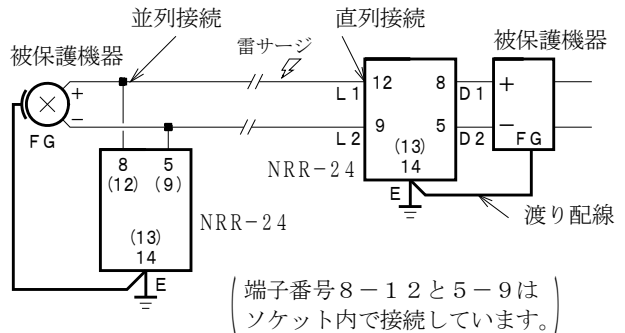 並列接続
雷サージ
直列接続
被保護機器
被保護機器
+
−
FG
L1
12
8
D1
+
L2
9
5
D2
−
(13)
14
FG
NRR-24
E
渡り配線
8
5
(12)
(9)
NRR-24
(13)
14
E
端子番号8-12と5-9は
ソケット内で接続しています。